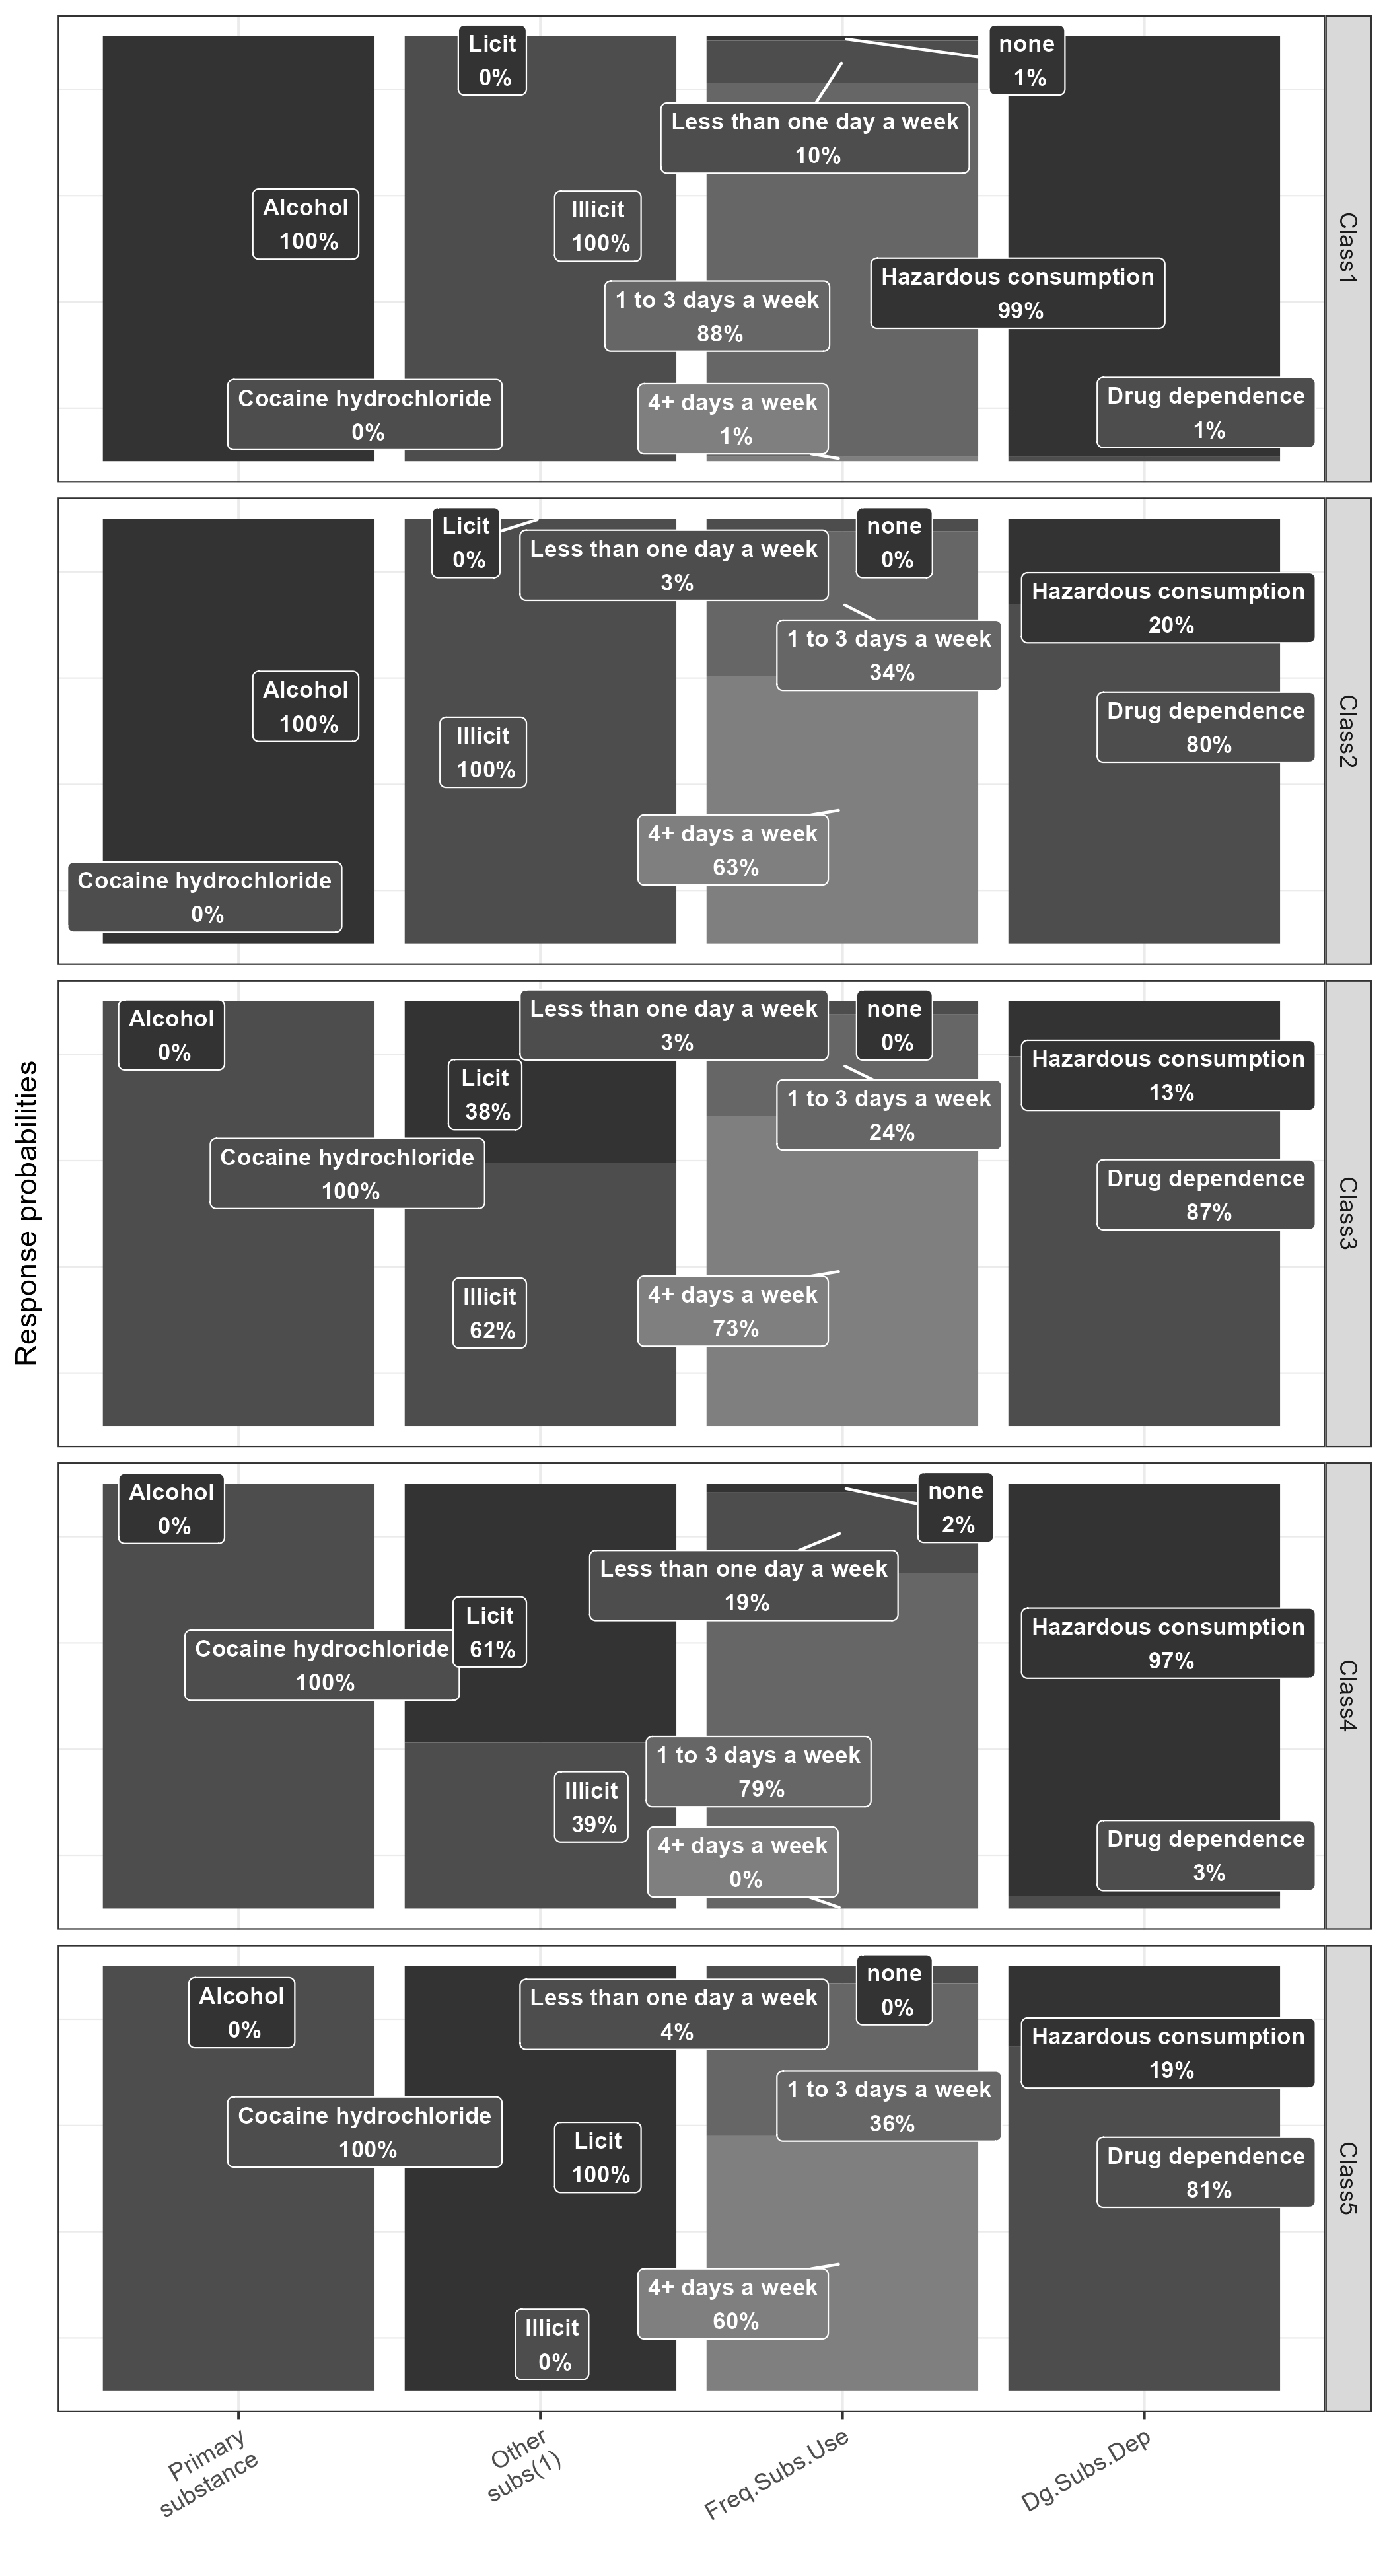 Licit
0%
none
1%
Less than one day a week
10%
Alcohol
100%
Illicit
100%
1 to 3 days a week
88%
Hazardous consumption
99%
Cocaine hydrochloride
0%
4+ days a week
1%
Drug dependence
1%
Class1
Licit
0%
Less than one day a week
3%
none
0%
Hazardous consumption
20%
1 to 3 days a week
34%
Alcohol
100%
Illicit
100%
Drug dependence
80%
4+ days a week
63%
Cocaine hydrochloride
0%
Class2
Response probabilities
Alcohol
0%
Less than one day a week
3%
none
0%
Licit
38%
Hazardous consumption
13%
1 to 3 days a week
24%
Cocaine hydrochloride
100%
Drug dependence
87%
Illicit
62%
4+ days a week
73%
Class3
Alcohol
0%
none
2%
Less than one day a week
19%
Licit
61%
Hazardous consumption
97%
Cocaine hydrochloride
100%
1 to 3 days a week
79%
Illicit
39%
4+ days a week
0%
Drug dependence
3%
Class4
Alcohol
0%
Less than one day a week
4%
none
0%
Hazardous consumption
19%
1 to 3 days a week
36%
Cocaine hydrochloride
100%
Licit
100%
Drug dependence
81%
4+ days a week
60%
Illicit
0%
Class5
Primary
substance
Other
subs(1)
Freq.Subs.Use
Dg.Subs.Dep